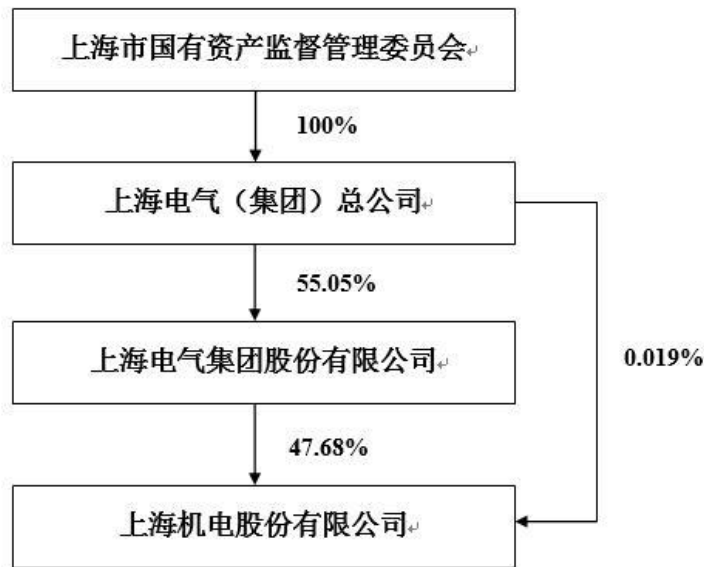 上海市国有资产监督管理委员会
100%
上海电气（集团）总公司
55.05%
上海电气集团股份有限公司
0.019%
47.68%
上海机电股份有限公司